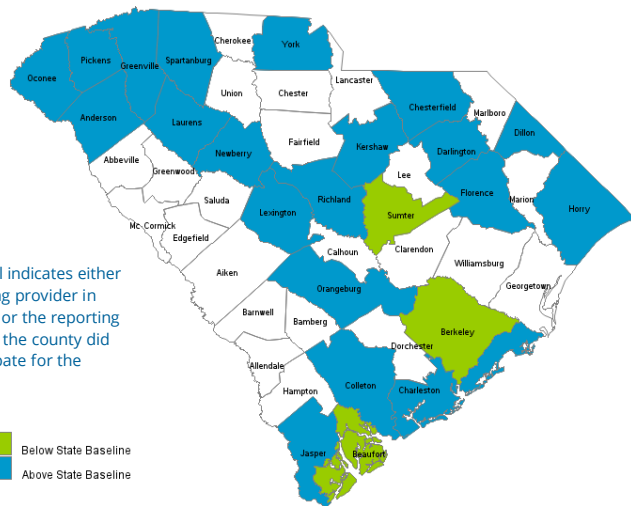 Cherokee
York
Pickens
Spartanburg
Greenville
Oconee
Lancaster
Union
Chester
Chesterfield
Marlboro
Anderson
Laurens
Dillon
Fairfield
Kershaw
Darlington
Newberry
Abbeville
Lee
Greenwood
Florence
Saluda
Richland
Marion
Lexington
Sumter
Horry
Mc Cormick
Edgefield
Calhoun
Clarendon
Williamsburg
Aiken
l indicates either
Orangeburg
Georgetown
g provider in
Barnwell
or the reporting
Bamberg
Berkeley
the county did
Dorchester
pate for the
Allendale
Colleton
Charleston
Hampton
Below State Baseline
Jasper
Beaufort
Above State Baseline